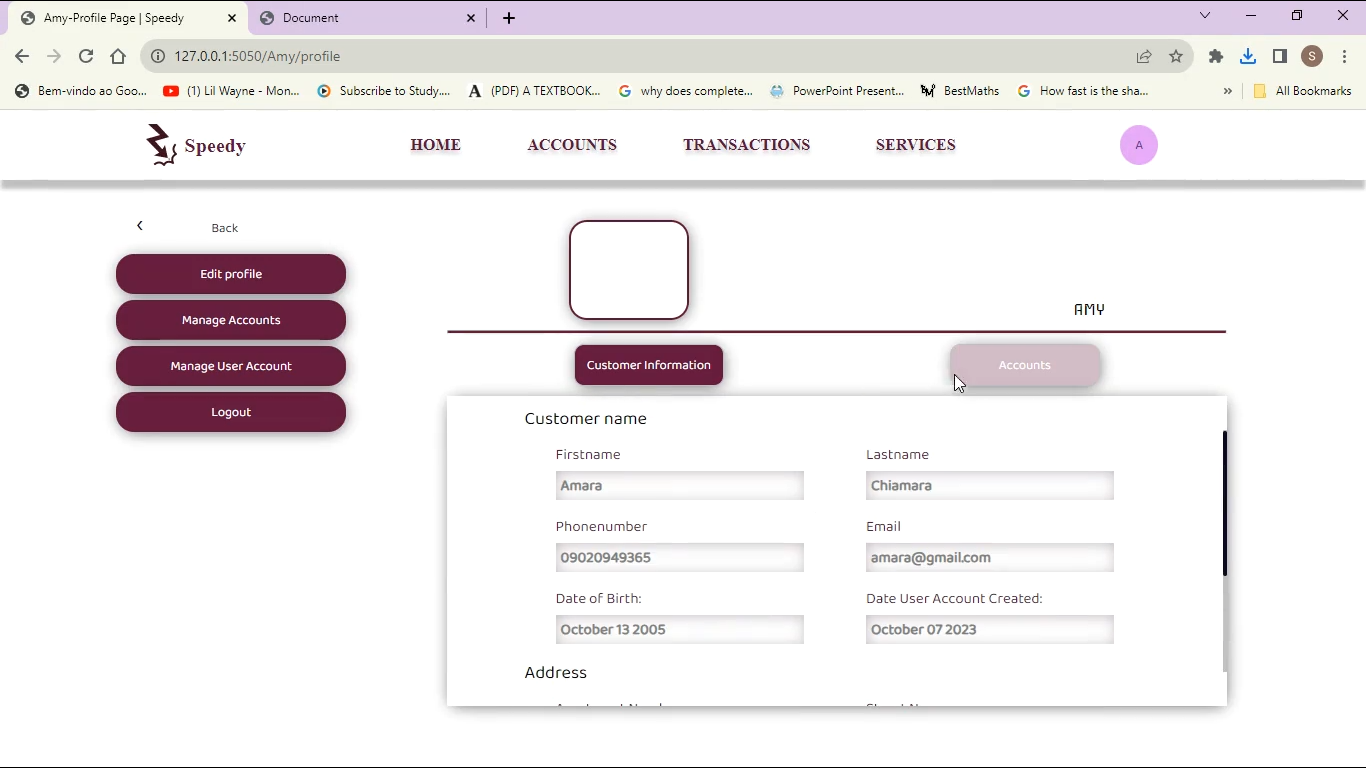 Amy-Profile Page | Speedy
Document
127.0.0.1:5050/Amy/profile
S
Bem-vindo ao Goo...
(1) Lil Wayne - Mon...
Subscribe to Study....
A (PDF) A TEXTBOOK...
why does complete...
PowerPoint Present...
BestMaths
How fast is the sha...
»
All Bookmarks
Speedy
HOME
ACCOUNTS
TRANSACTIONS
SERVICES
A
Back
Edit profile
Manage Accounts
Manage User Account
Logout
AMY
Customer Information
Accounts
Customer name
Firstname
Lastname
Amara
Chiamara
Phonenumber
Email
09020949365
amara@gmail.com
Date of Birth:
Date User Account Created:
October 13 2005
October 07 2023
Address